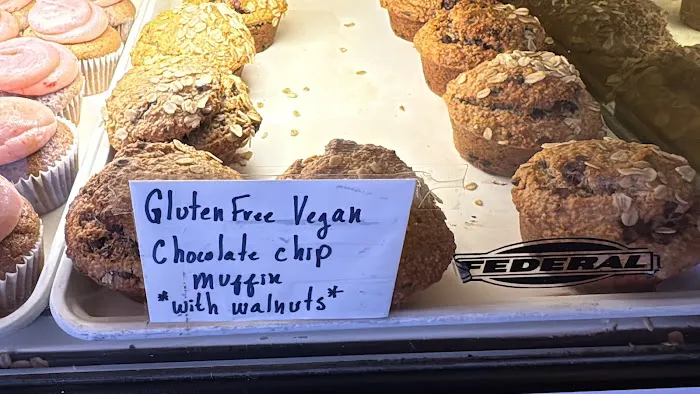 Gluten Free Vegan
Chocolate chip
muffin
*with walnuts*
FEDERAL